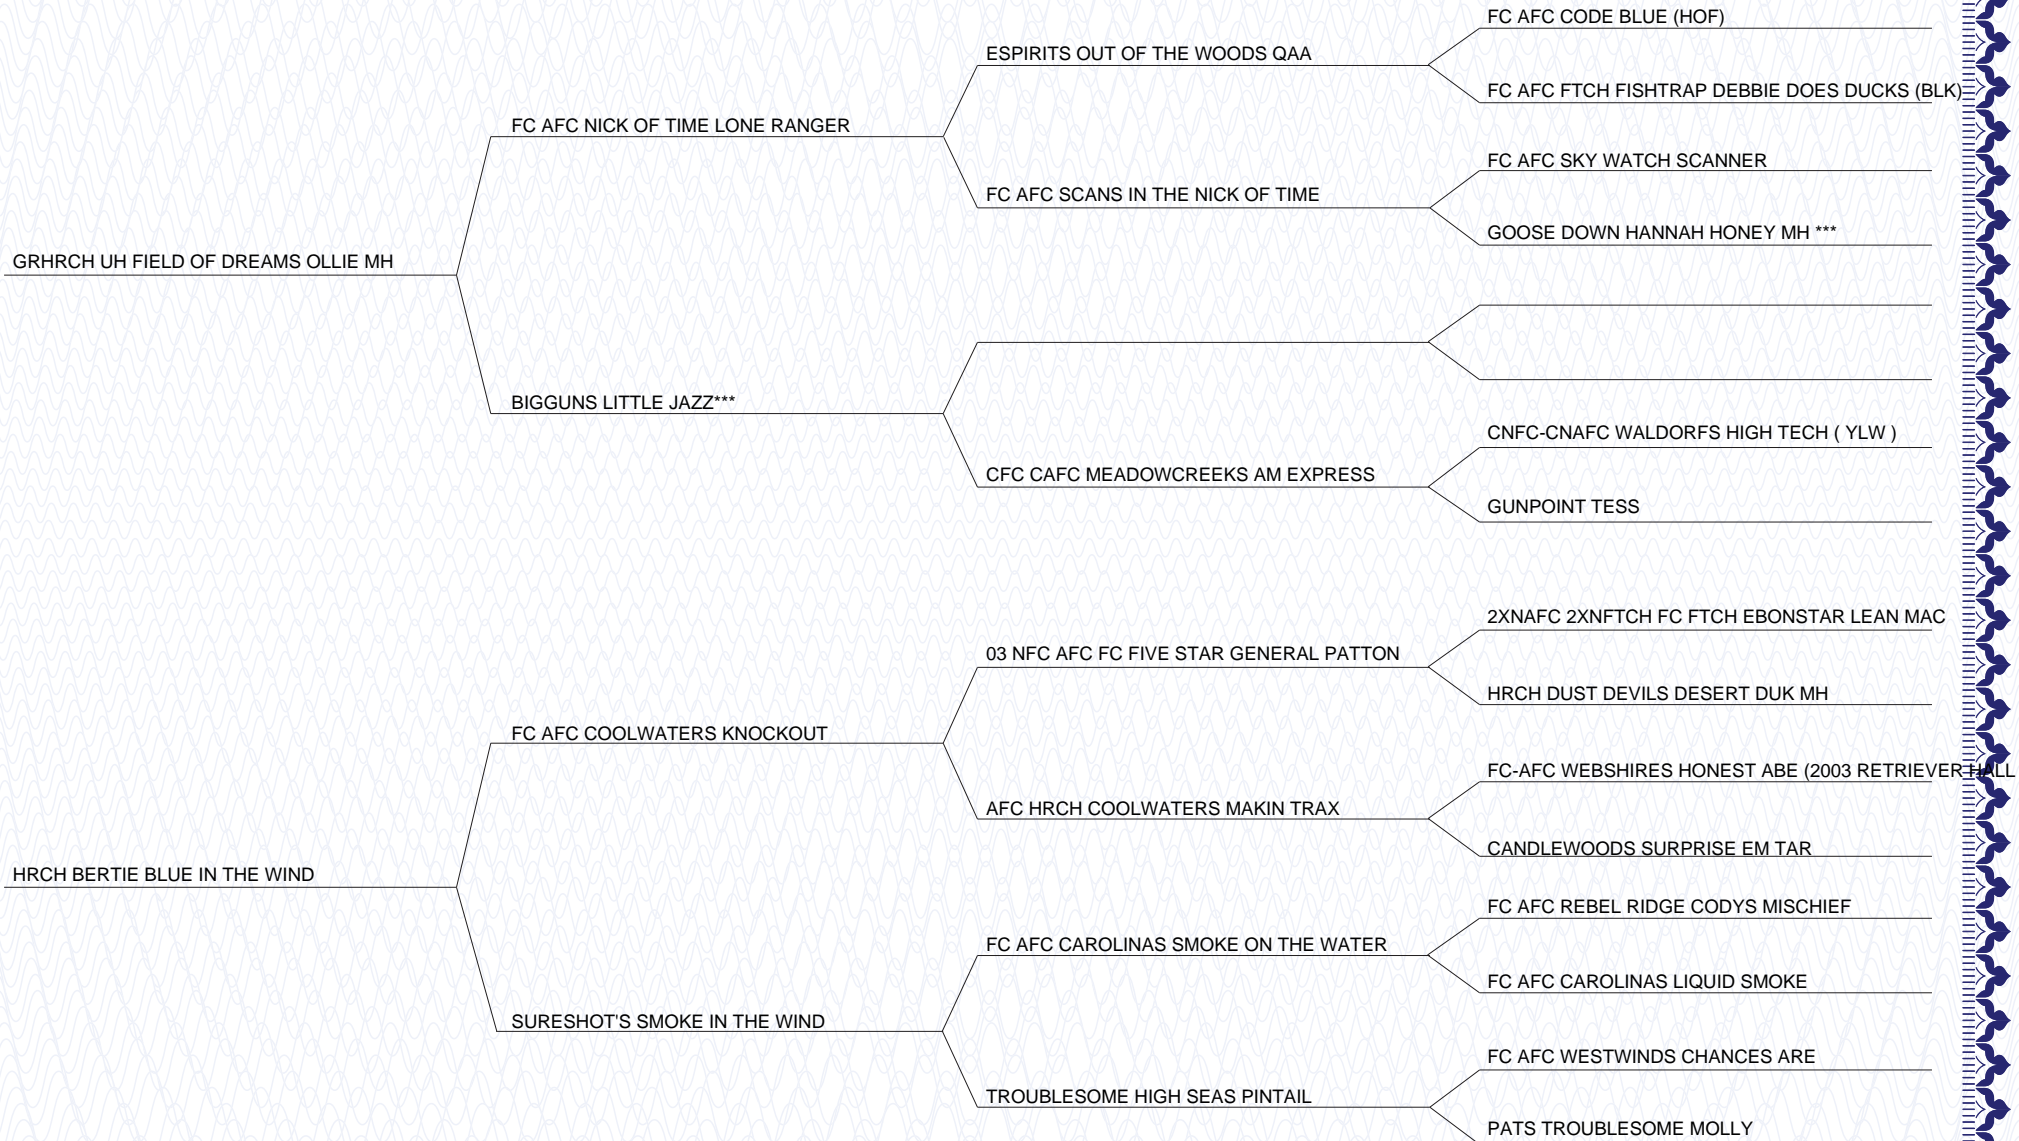 FC AFC CODE BLUE (HOF)
ESPIRITS OUT OF THE WOODS QAA
FC AFC FTCH FISHTRAP DEBBIE DOES DUCKS (BLK)
FC AFC NICK OF TIME LONE RANGER
FC AFC SKY WATCH SCANNER
FC AFC SCANS IN THE NICK OF TIME
GOOSE DOWN HANNAH HONEY MH ***
GRHRCH UH FIELD OF DREAMS OLLIE MH
BIGGUNS LITTLE JAZZ***
CNFC-CNAFC WALDORFS HIGH TECH ( YLW )
CFC CAFC MEADOWCREEKS AM EXPRESS
GUNPOINT TESS
2XNAFC 2XNFTCH FC FTCH EBONSTAR LEAN MAC
03 NFC AFC FC FIVE STAR GENERAL PATTON
HRCH DUST DEVILS DESERT DUK MH
FC AFC COOLWATERS KNOCKOUT
FC-AFC WEBSHIRES HONEST ABE (2003 RETRIEVER HALL
AFC HRCH COOLWATERS MAKIN TRAX
CANDLEWOODS SURPRISE EM TAR
HRCH BERTIE BLUE IN THE WIND
FC AFC REBEL RIDGE CODYS MISCHIEF
FC AFC CAROLINAS SMOKE ON THE WATER
FC AFC CAROLINAS LIQUID SMOKE
SURESHOT'S SMOKE IN THE WIND
FC AFC WESTWINDS CHANCES ARE
TROUBLESOME HIGH SEAS PINTAIL
PATS TROUBLESOME MOLLY